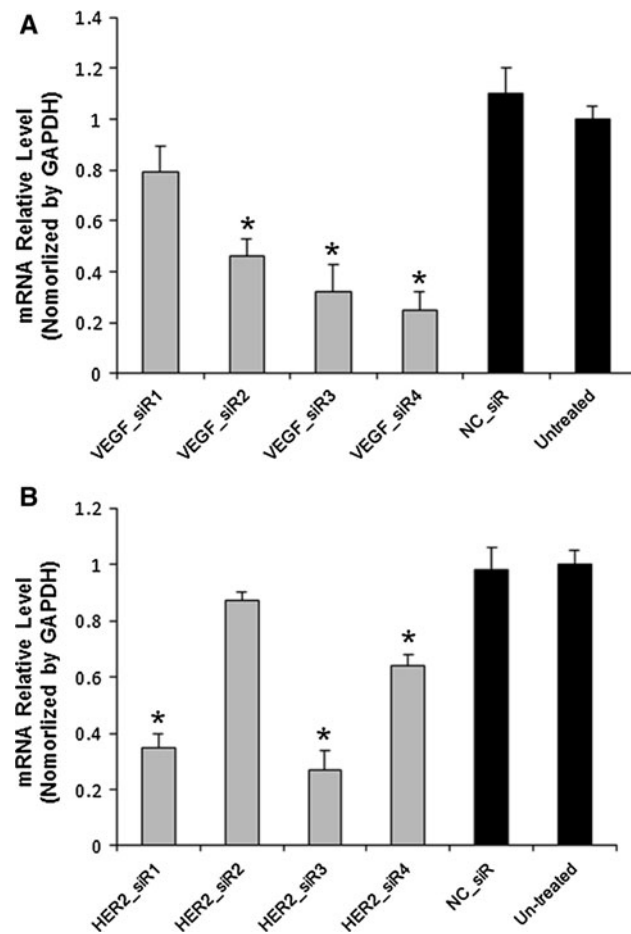 A
mRNA Relative Level
(Nomorlized by GAPDH)
1.4
1.2
1
0.8
0.6
0.4
0.2
0
*
*
*
VEGF_siR1
VEGF_siR2
VEGF_siR3
VEGF_siR4
NC_siR
Untreated
B
mRNA Relative Level
(Nomorlized by GAPDH)
1.2
1
0.8
0.6
0.4
0.2
0
*
*
*
HER2_siR1
HER2_siR2
HER2_siR3
HER2_siR4
NC_siR
Un-treated